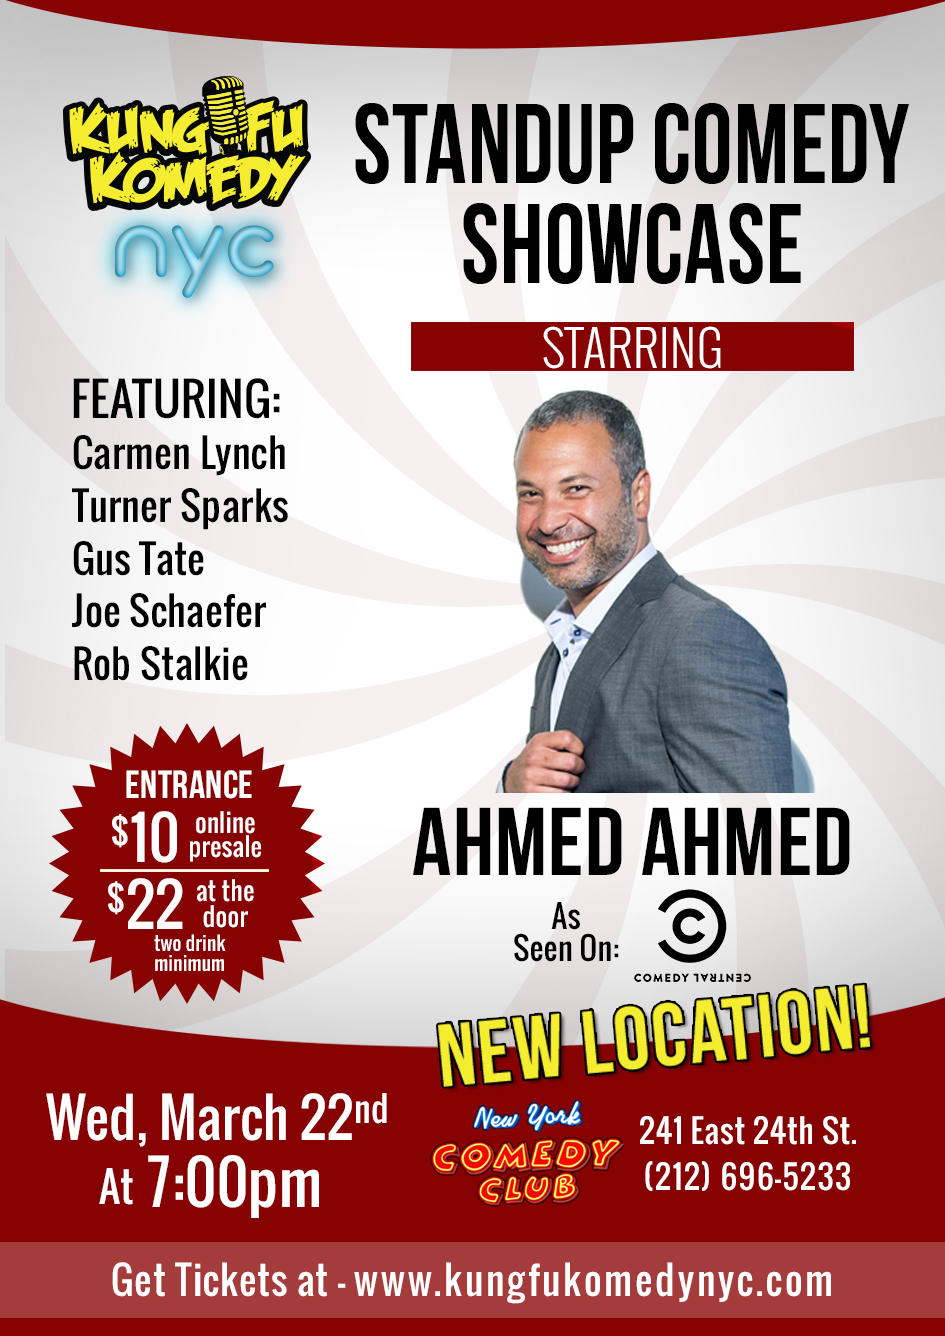 KUNG FU
KOMEDY
nyc
STANDUP COMEDY
SHOWCASE
STARRING
FEATURING:
Carmen Lynch
Turner Sparks
Gus Tate
Joe Schaefer
Rob Stalkie
ENTRANCE
$10 online
presale
$22 at the
door
two drink
minimum
AHMED AHMED
As
Seen On:
COMEDY CENTRAL
NEW LOCATION!
Wed, March 22nd
At 7:00pm
New York
COMEDY
CLUB
241 East 24th St.
(212) 696-5233
Get Tickets at - www.kungfukomedynyc.com